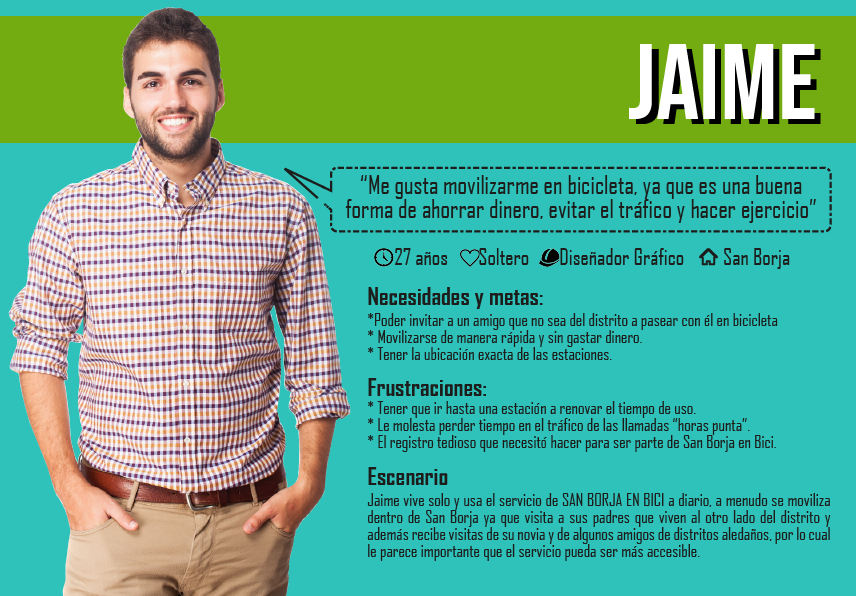 JAIME
“Me gusta movilizarme en bicicleta, ya que es una buena
forma de ahorrar dinero, evitar el tráfico y hacer ejercicio”
27 años Soltero Diseñador Gráfico San Borja
Necesidades y metas:
*Poder invitar a un amigo que no sea del distrito a pasear con él en bicicleta
* Movilizarse de manera rápida y sin gastar dinero.
* Tener la ubicación exacta de las estaciones.
Frustraciones:
* Tener que ir hasta una estación a renovar el tiempo de uso.
* Le molesta perder tiempo en el tráfico de las llamadas “horas punta”.
* El registro tedioso que necesitó hacer para ser parte de San Borja en Bici.
Escenario
Jaime vive solo y usa el servicio de SAN BORJA EN BICI a diario, a menudo se moviliza
dentro de San Borja ya que visita a sus padres que viven al otro lado del distrito y
además recibe visitas de su novia y de algunos amigos de distritos aledaños, por lo cual
le parece importante que el servicio pueda ser más accesible.